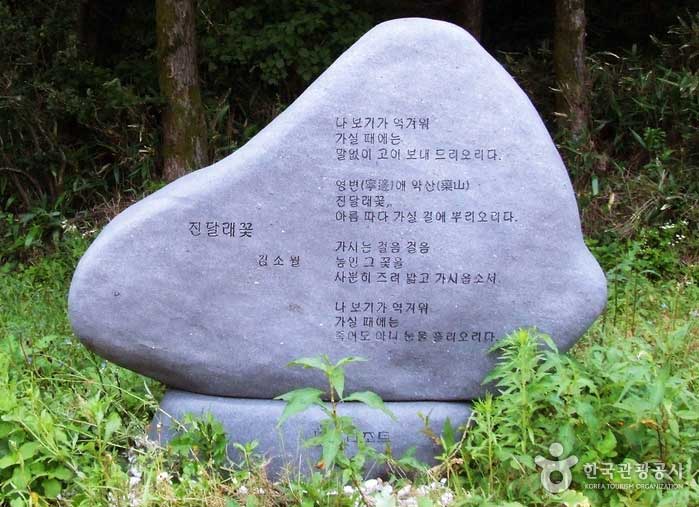 진달래꽃
김소월
나 보기가 역겨워
가실 때에는
말없이 고이 보내 드리오리다.
영변(寧邊)에 약산(藥山)
진달래꽃,
아름 따다 가실 길에 뿌리오리다.
가시는 걸음 걸음
놓인 그 꽃을
사뿐히 즈려 밟고 가시옵소서.
나 보기가 역겨워
가실 때에는
죽어도 아니 눈물 흘리오리다.
한국관광공사
KOREA TOURISM ORGANIZATION